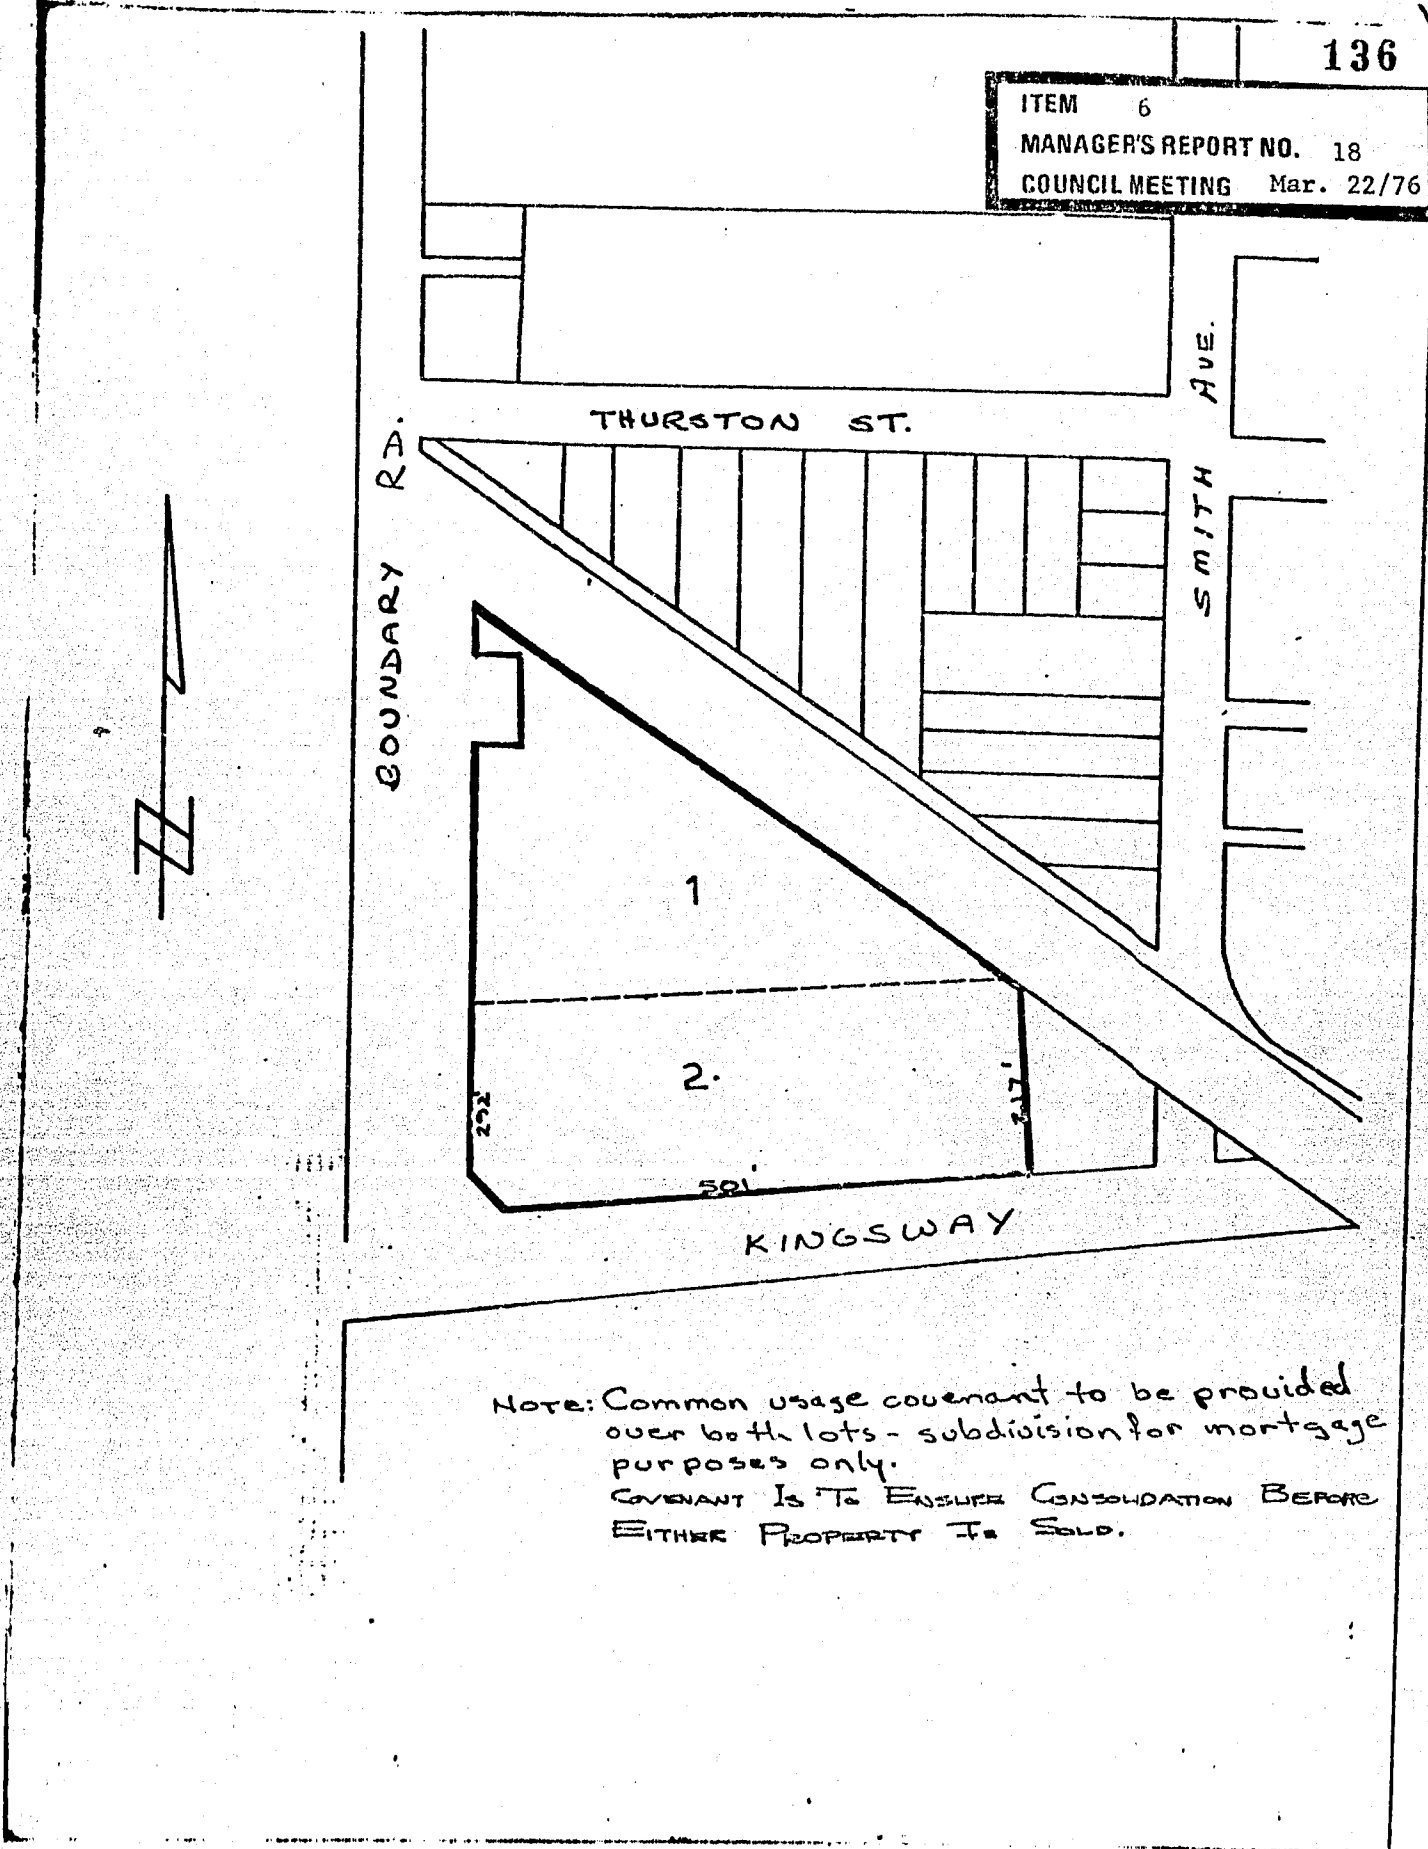 136
ITEM 6
MANAGER'S REPORT NO. 18
COUNCIL MEETING Mar. 22/76
THURSTON ST.
SMITH AVE.
BOUNDARY RD.
N
1
2.
292'
217'
501'
KINGSWAY
NOTE: Common usage covenant to be provided
over both lots - subdivision for mortgage
purposes only.
COVENANT IS TO ENSURE CONSOLIDATION BEFORE
EITHER PROPERTY IS SOLD.